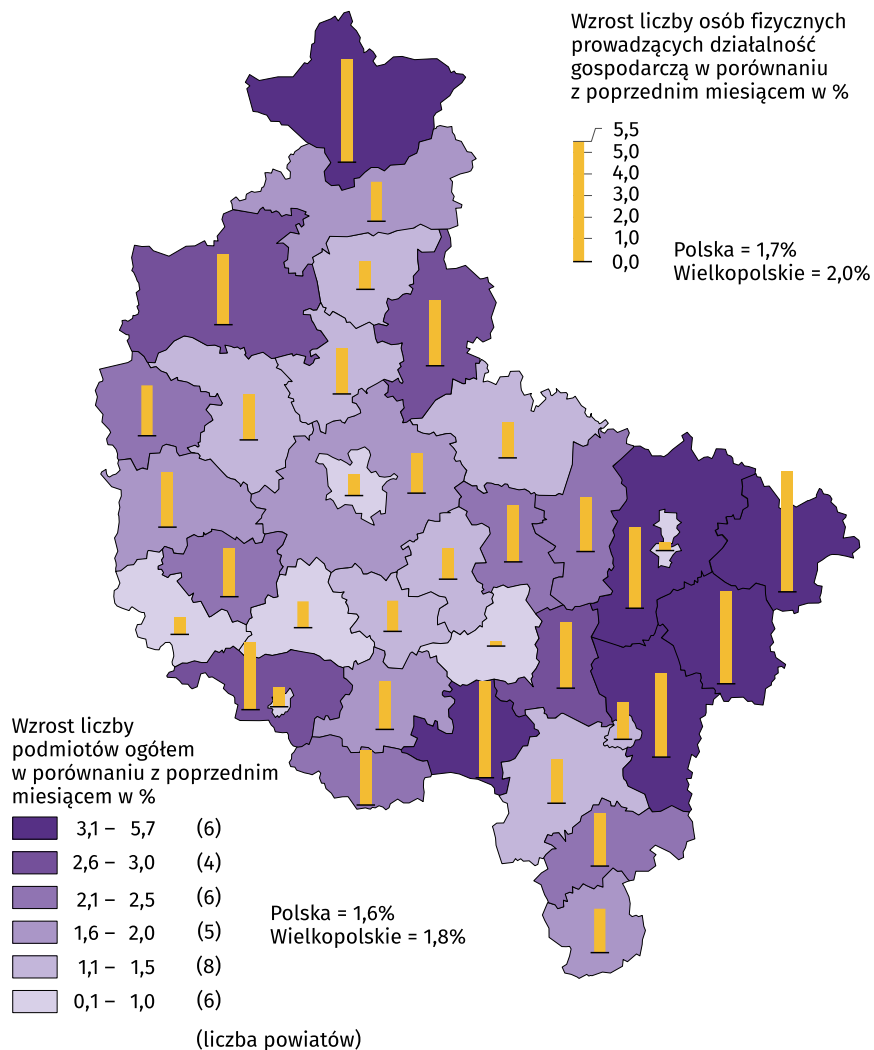 Wzrost liczby osób fizycznych
prowadzących działalność
gospodarczą w porównaniu
z poprzednim miesiącem w %
5,5
5,0
4,0
3,0
2,0
1,0
0,0
Polska = 1,7%
Wielkopolskie = 2,0%
Wzrost liczby
podmiotów ogółem
w porównaniu z poprzednim
miesiącem w %
3,1 – 5,7 (6)
2,6 – 3,0 (4)
2,1 – 2,5 (6)
1,6 – 2,0 (5)
1,1 – 1,5 (8)
0,1 – 1,0 (6)
(liczba powiatów)
Polska = 1,6%
Wielkopolskie = 1,8%